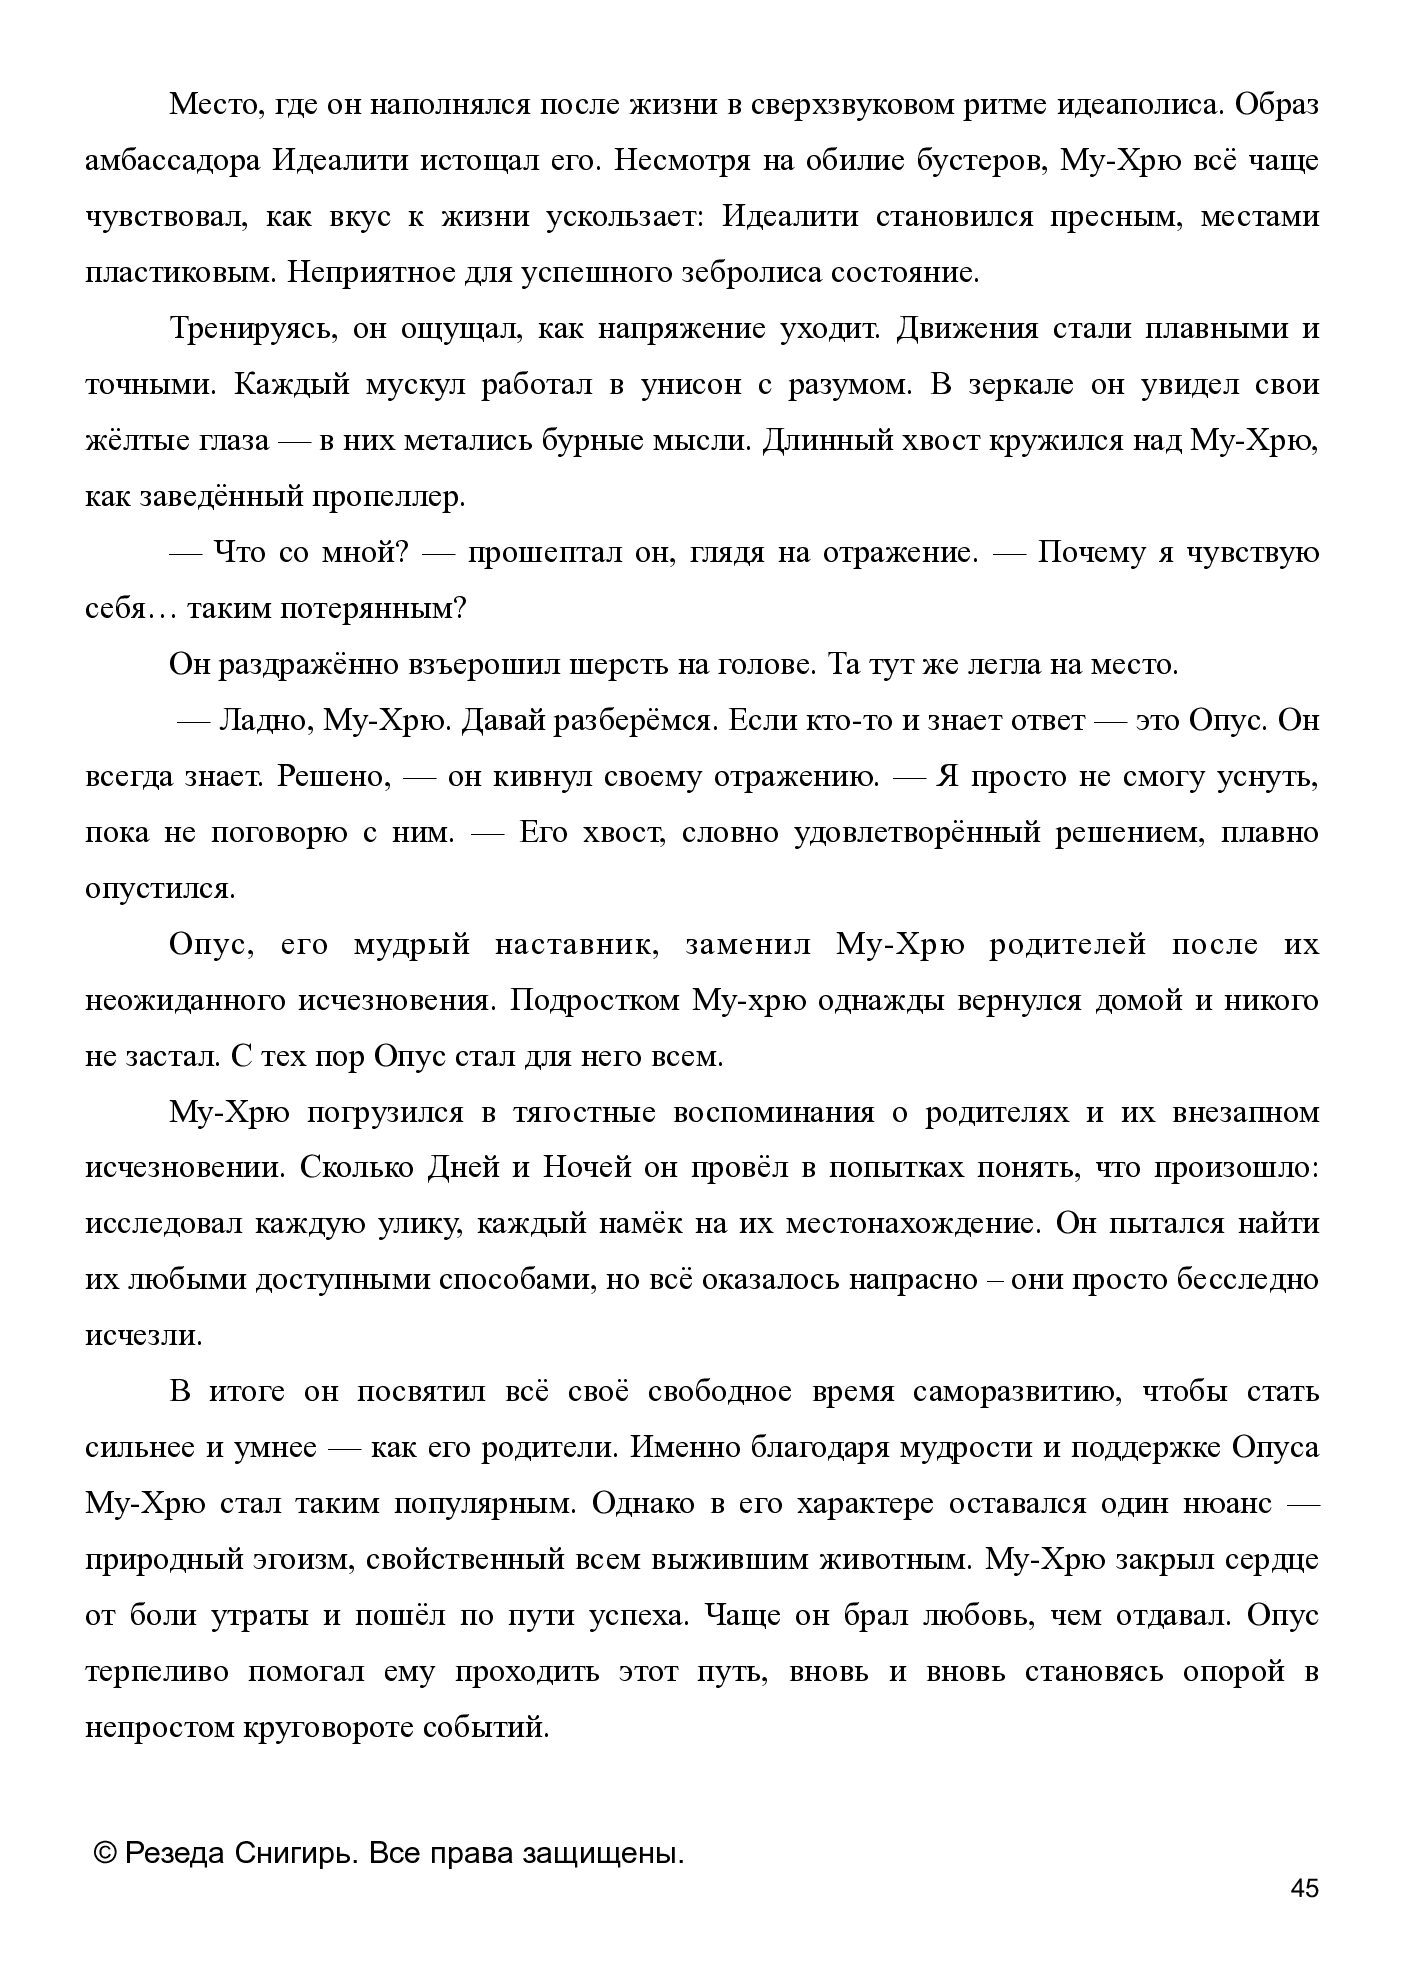 Место, где он наполнялся после жизни в сверхзвуковом ритме идеаполиса. Образ
амбассадора Идеалити истощал его. Несмотря на обилие бустеров, Му-Хрю всё чаще
чувствовал, как вкус к жизни ускользает: Идеалити становился пресным, местами
пластиковым. Неприятное для успешного зебролиса состояние.
Тренируясь, он ощущал, как напряжение уходит. Движения стали плавными и
точными. Каждый мускул работал в унисон с разумом. В зеркале он увидел свои
жёлтые глаза — в них метались бурные мысли. Длинный хвост кружился над Му-Хрю,
как заведённый пропеллер.
— Что со мной? — прошептал он, глядя на отражение. — Почему я чувствую
себя… таким потерянным?
Он раздражённо взъерошил шерсть на голове. Та тут же легла на место.
— Ладно, Му-Хрю. Давай разберёмся. Если кто-то и знает ответ — это Опус. Он
всегда знает. Решено, — он кивнул своему отражению. — Я просто не смогу уснуть,
пока не поговорю с ним. — Его хвост, словно удовлетворённый решением, плавно
опустился.
Опус, его мудрый наставник, заменил Му-Хрю родителей после их
неожиданного исчезновения. Подростком Му-хрю однажды вернулся домой и никого
не застал. С тех пор Опус стал для него всем.
Му-Хрю погрузился в тягостные воспоминания о родителях и их внезапном
исчезновении. Сколько Дней и Ночей он провёл в попытках понять, что произошло:
исследовал каждую улику, каждый намёк на их местонахождение. Он пытался найти
их любыми доступными способами, но всё оказалось напрасно – они просто бесследно
исчезли.
В итоге он посвятил всё своё свободное время саморазвитию, чтобы стать
сильнее и умнее — как его родители. Именно благодаря мудрости и поддержке Опуса
Му-Хрю стал таким популярным. Однако в его характере оставался один нюанс —
природный эгоизм, свойственный всем выжившим животным. Му-Хрю закрыл сердце
от боли утраты и пошёл по пути успеха. Чаще он брал любовь, чем отдавал. Опус
терпеливо помогал ему проходить этот путь, вновь и вновь становясь опорой в
непростом круговороте событий.
© Резеда Снигирь. Все права защищены.
45